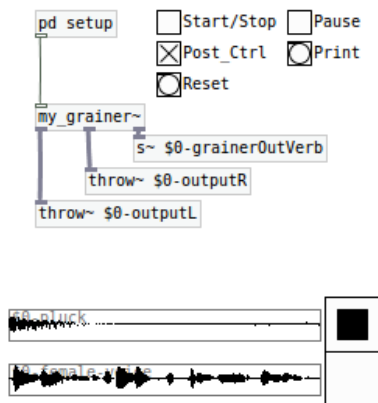 pd setup
Start/Stop
Pause
Post_Ctrl
Print
Reset
my_grainer~
s~ $0-grainerOutVerb
throw~ $0-outputR
throw~ $0-outputL
$0-pluck
$0-female-voice